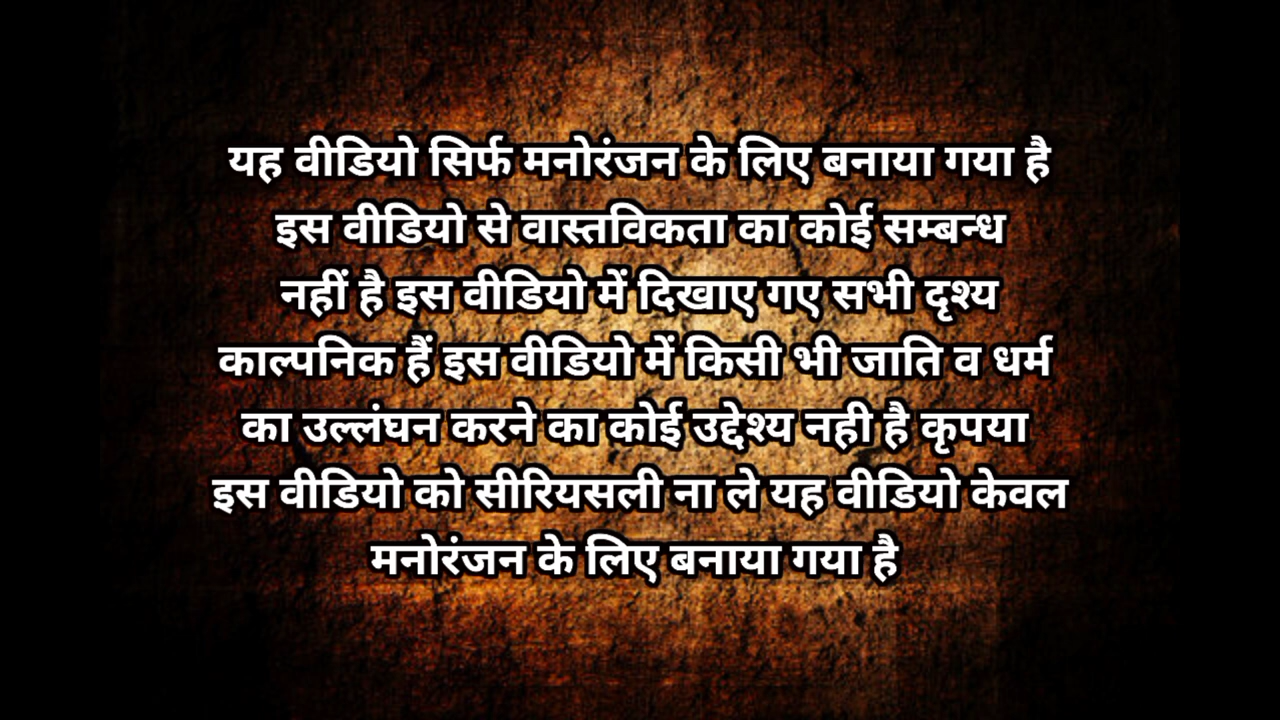 यह वीडियो सिर्फ मनोरंजन के लिए बनाया गया है
इस वीडियो से वास्तविकता का कोई सम्बन्ध
नहीं है इस वीडियो में दिखाए गए सभी दृश्य
काल्पनिक हैं इस वीडियो में किसी भी जाति व धर्म
का उल्लंघन करने का कोई उद्देश्य नही है कृपया
इस वीडियो को सीरियसली ना ले यह वीडियो केवल
मनोरंजन के लिए बनाया गया है